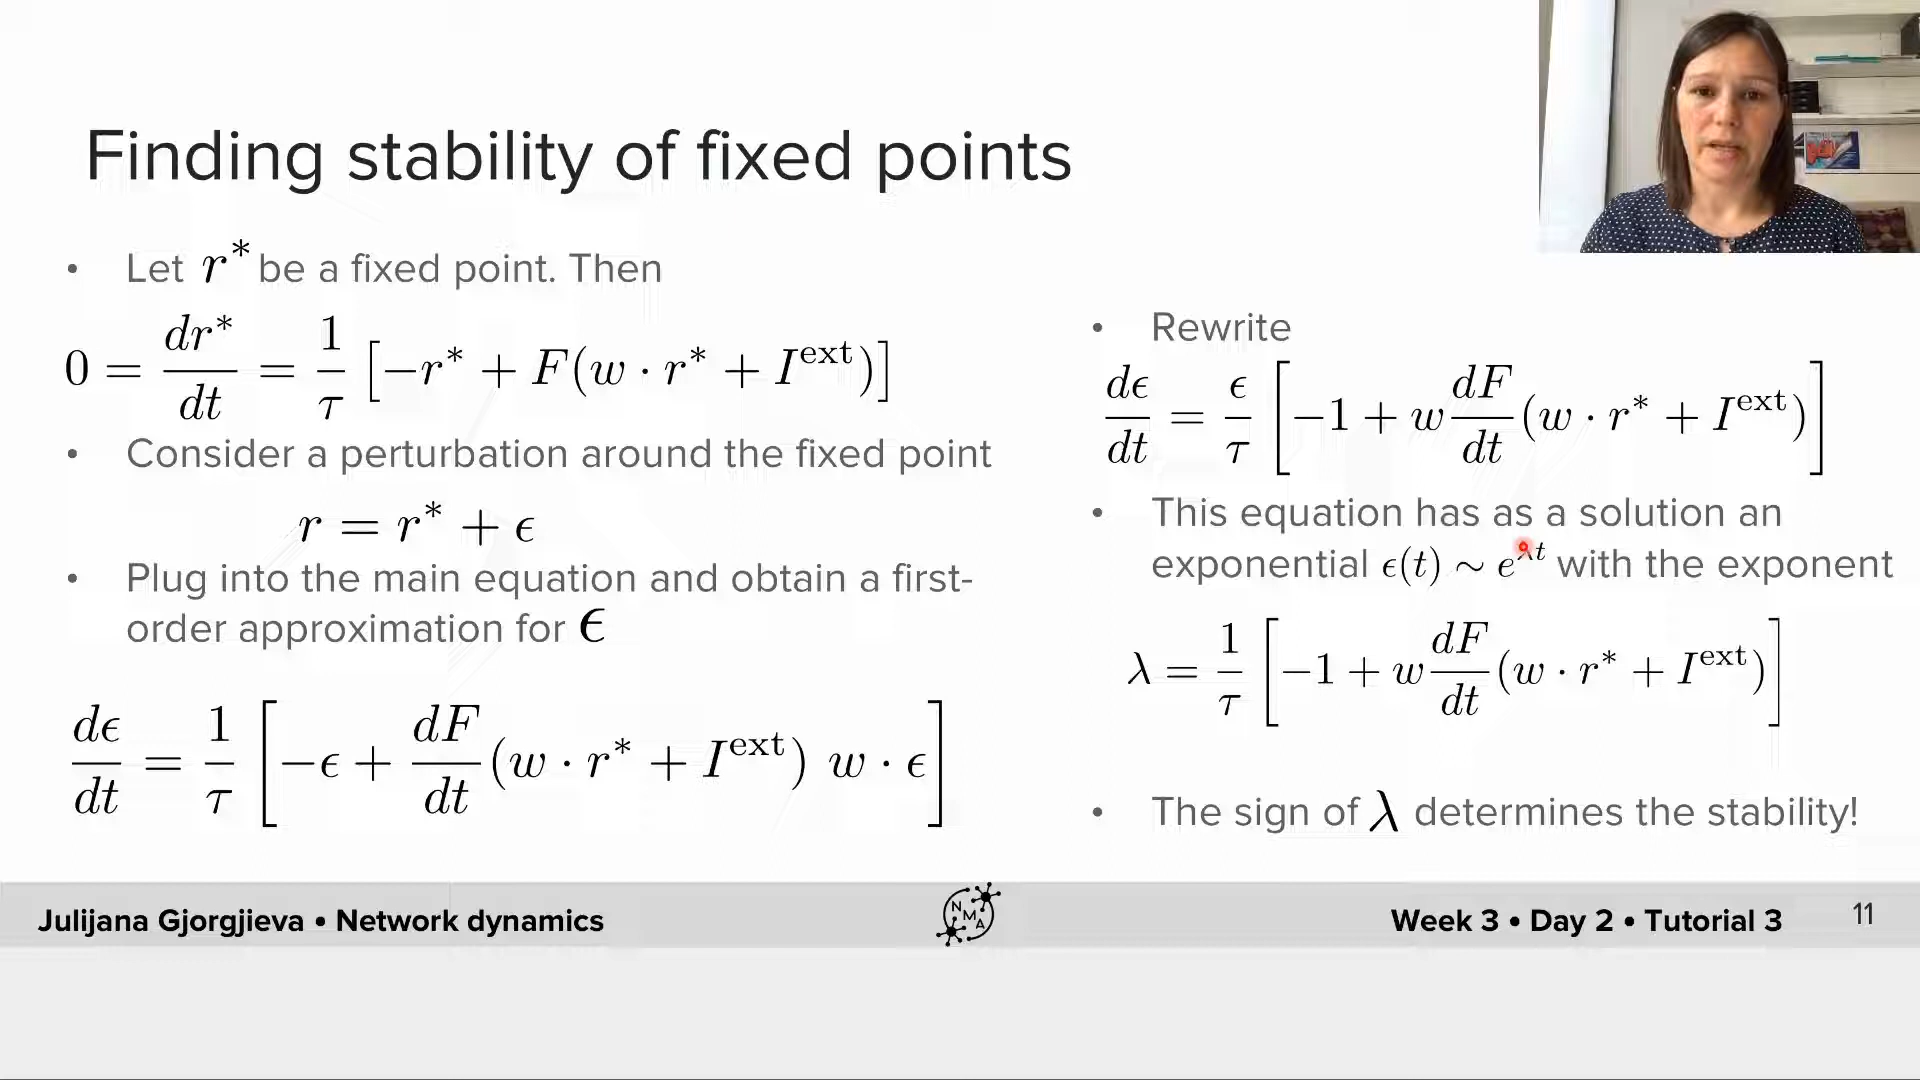 Finding stability of fixed points
• Let r* be a fixed point. Then
0 = dr*/dt = 1/τ [−r* + F(w · r* + I^ext)]
• Consider a perturbation around the fixed point
r = r* + ϵ
• Plug into the main equation and obtain a first-
order approximation for ϵ
dϵ/dt = 1/τ [−ϵ + dF/dt (w · r* + I^ext) w · ϵ]
• Rewrite
dϵ/dt = ϵ/τ [−1 + w dF/dt (w · r* + I^ext)]
• This equation has as a solution an
exponential ϵ(t) ∼ e^λt with the exponent
λ = 1/τ [−1 + w dF/dt (w · r* + I^ext)]
• The sign of λ determines the stability!
Julijana Gjorgjieva • Network dynamics
NMA
Week 3 • Day 2 • Tutorial 3
11